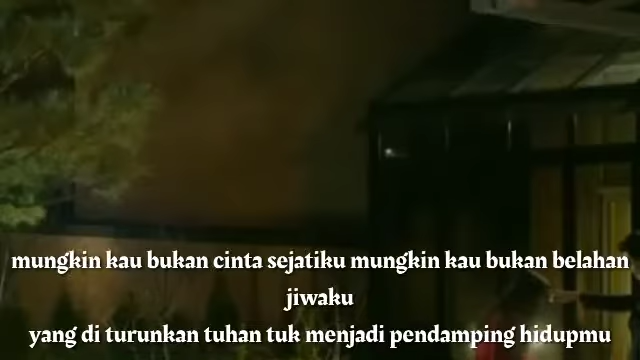 mungkin kau bukan cinta sejatiku mungkin kau bukan belahan
jiwaku
yang di turunkan tuhan tuk menjadi pendamping hidupmu